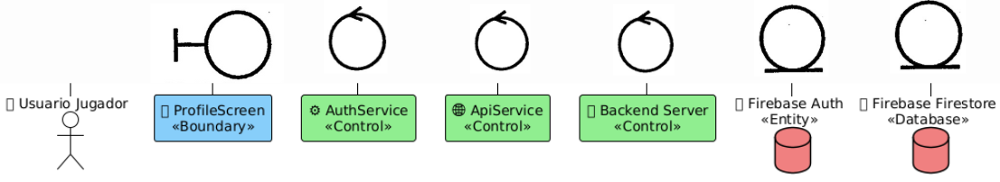 Usuario Jugador
ProfileScreen
«Boundary»
⚙ AuthService
«Control»
🌐 ApiService
«Control»
Backend Server
«Control»
Firebase Auth
«Entity»
Firebase Firestore
«Database»